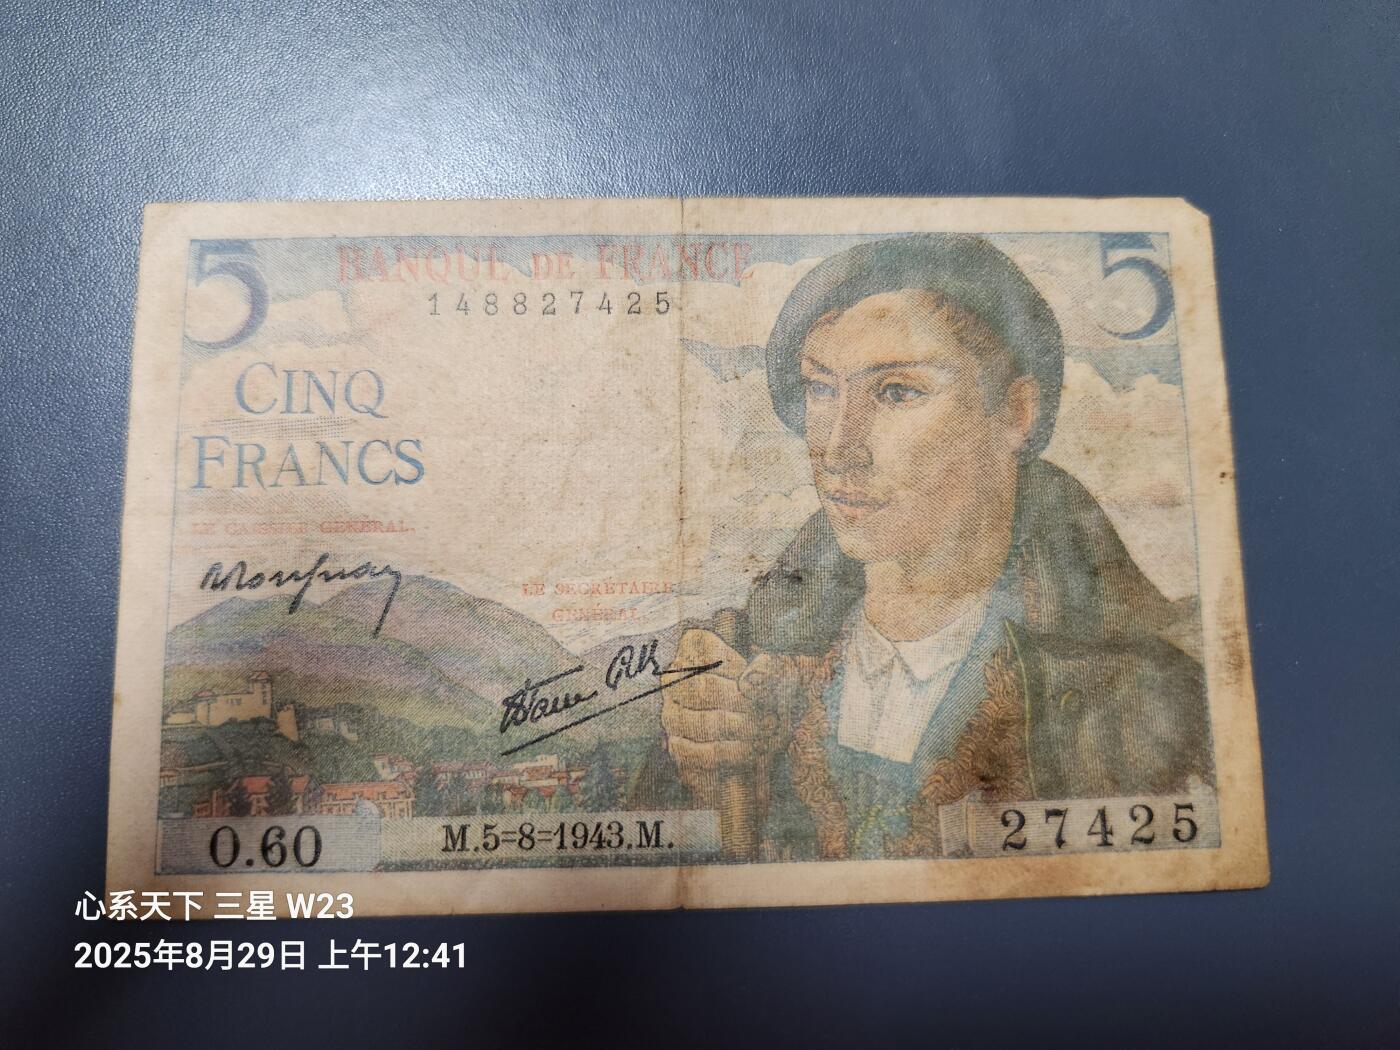 5
BANQUE DE FRANCE
5
148827425
CINQ
FRANCS
LE CAISSIER GÉNÉRAL.
LE SECRÉTAIRE
GÉNÉRAL.
O.60
M.5=8=1943.M.
27425
心系天下 三星 W23
2025年8月29日 上午12:41